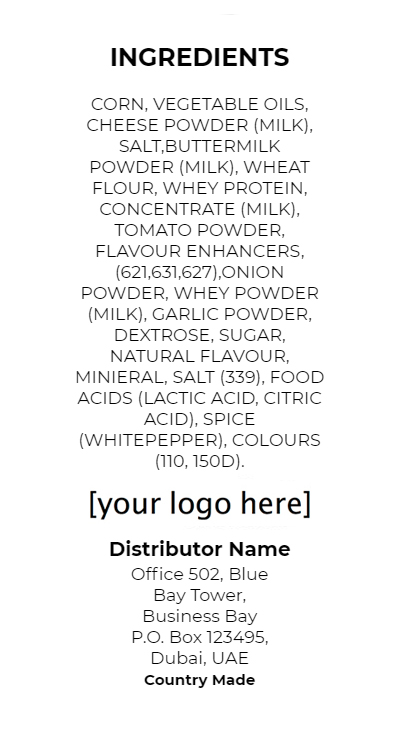 INGREDIENTS
CORN, VEGETABLE OILS,
CHEESE POWDER (MILK),
SALT,BUTTERMILK
POWDER (MILK), WHEAT
FLOUR, WHEY PROTEIN,
CONCENTRATE (MILK),
TOMATO POWDER,
FLAVOUR ENHANCERS,
(621,631,627),ONION
POWDER, WHEY POWDER
(MILK), GARLIC POWDER,
DEXTROSE, SUGAR,
NATURAL FLAVOUR,
MINIERAL, SALT (339), FOOD
ACIDS (LACTIC ACID, CITRIC
ACID), SPICE
(WHITEPEPPER), COLOURS
(110, 150D).
[your logo here]
Distributor Name
Office 502, Blue
Bay Tower,
Business Bay
P.O. Box 123495,
Dubai, UAE
Country Made